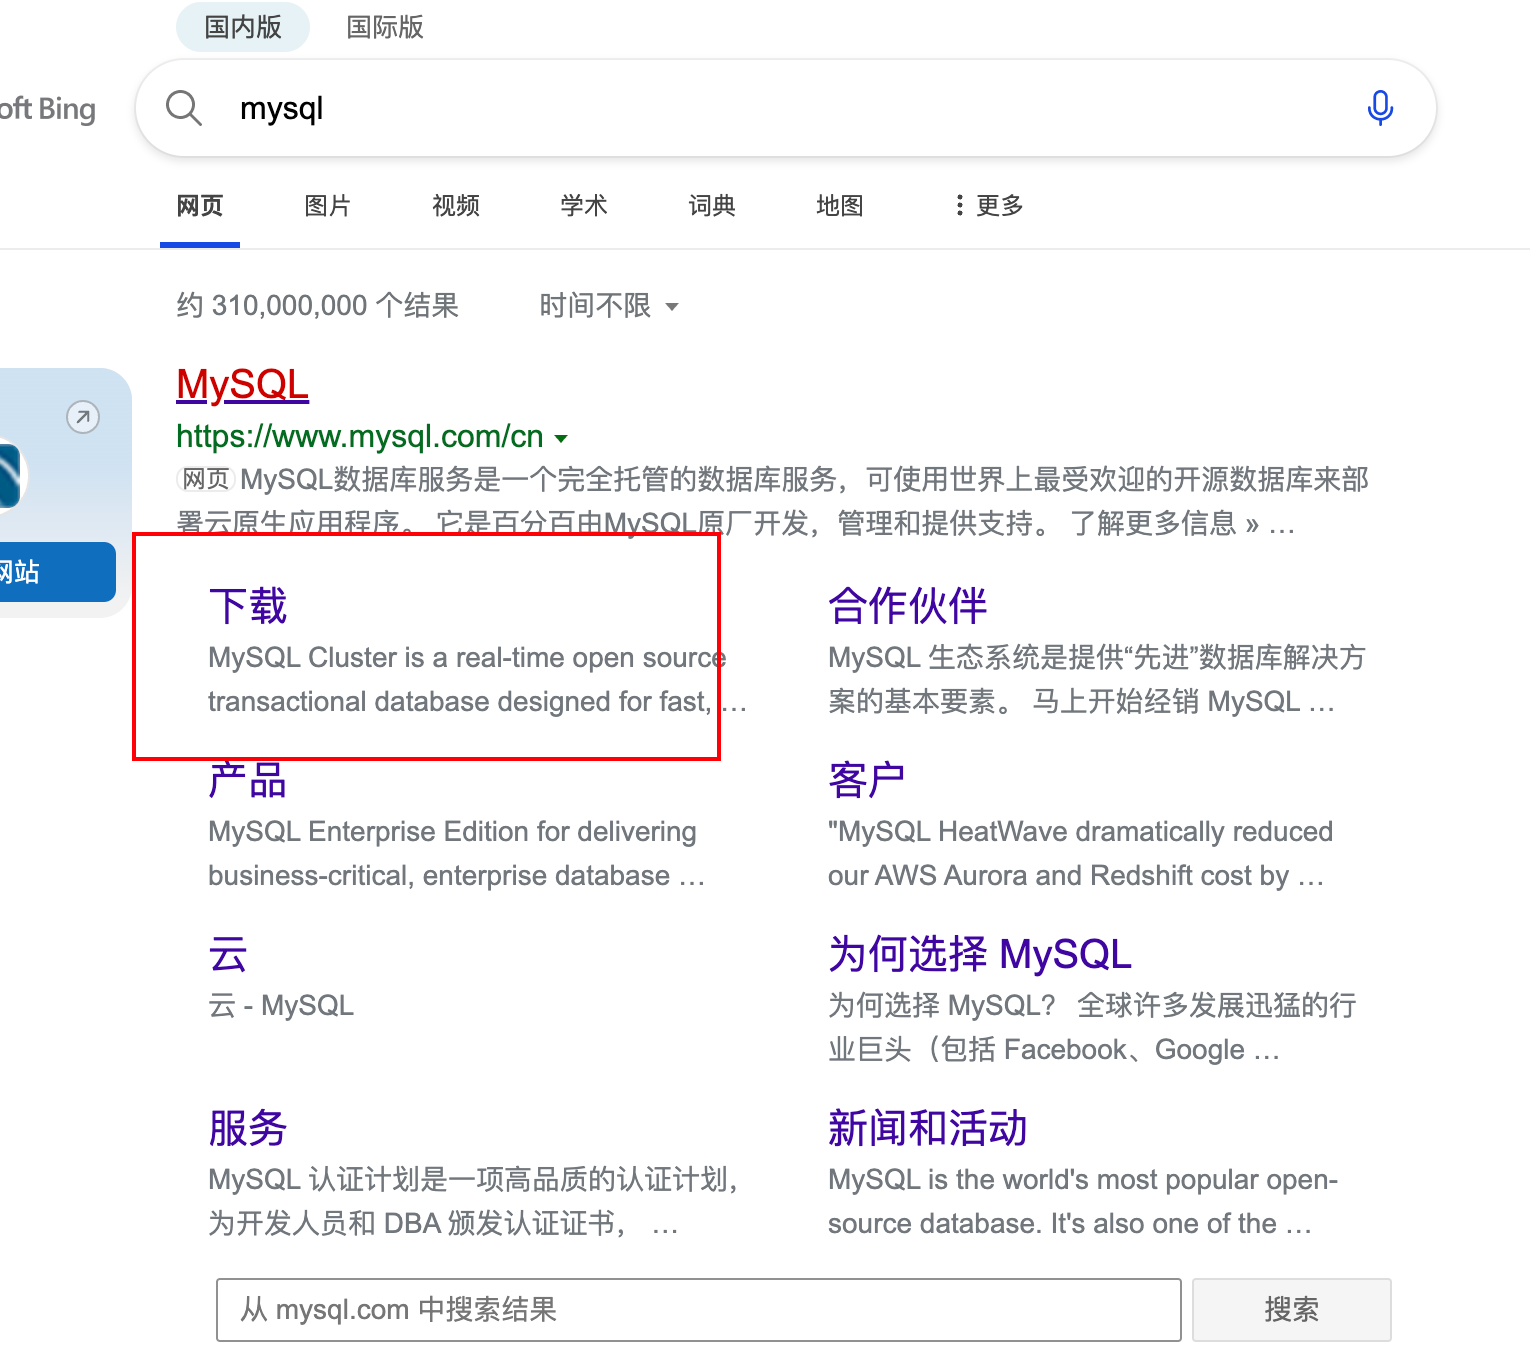 国内版 国际版
oft Bing
mysql
网页 图片 视频 学术 词典 地图 更多
约 310,000,000 个结果 时间不限
MySQL
https://www.mysql.com/cn
网页 MySQL数据库服务是一个完全托管的数据库服务，可使用世界上最受欢迎的开源数据库来部
署云原生应用程序。 它是百分百由MySQL原厂开发，管理和提供支持。 了解更多信息 » …
网站
下载
MySQL Cluster is a real-time open source
transactional database designed for fast, …
合作伙伴
MySQL 生态系统是提供“先进”数据库解决方
案的基本要素。 马上开始经销 MySQL …
产品
MySQL Enterprise Edition for delivering
business-critical, enterprise database …
客户
"MySQL HeatWave dramatically reduced
our AWS Aurora and Redshift cost by …
云
云 - MySQL
为何选择 MySQL
为何选择 MySQL? 全球许多发展迅猛的行
业巨头（包括 Facebook、Google …
服务
MySQL 认证计划是一项高品质的认证计划，
为开发人员和 DBA 颁发认证证书， …
新闻和活动
MySQL is the world's most popular open-
source database. It's also one of the …
从 mysql.com 中搜索结果
搜索